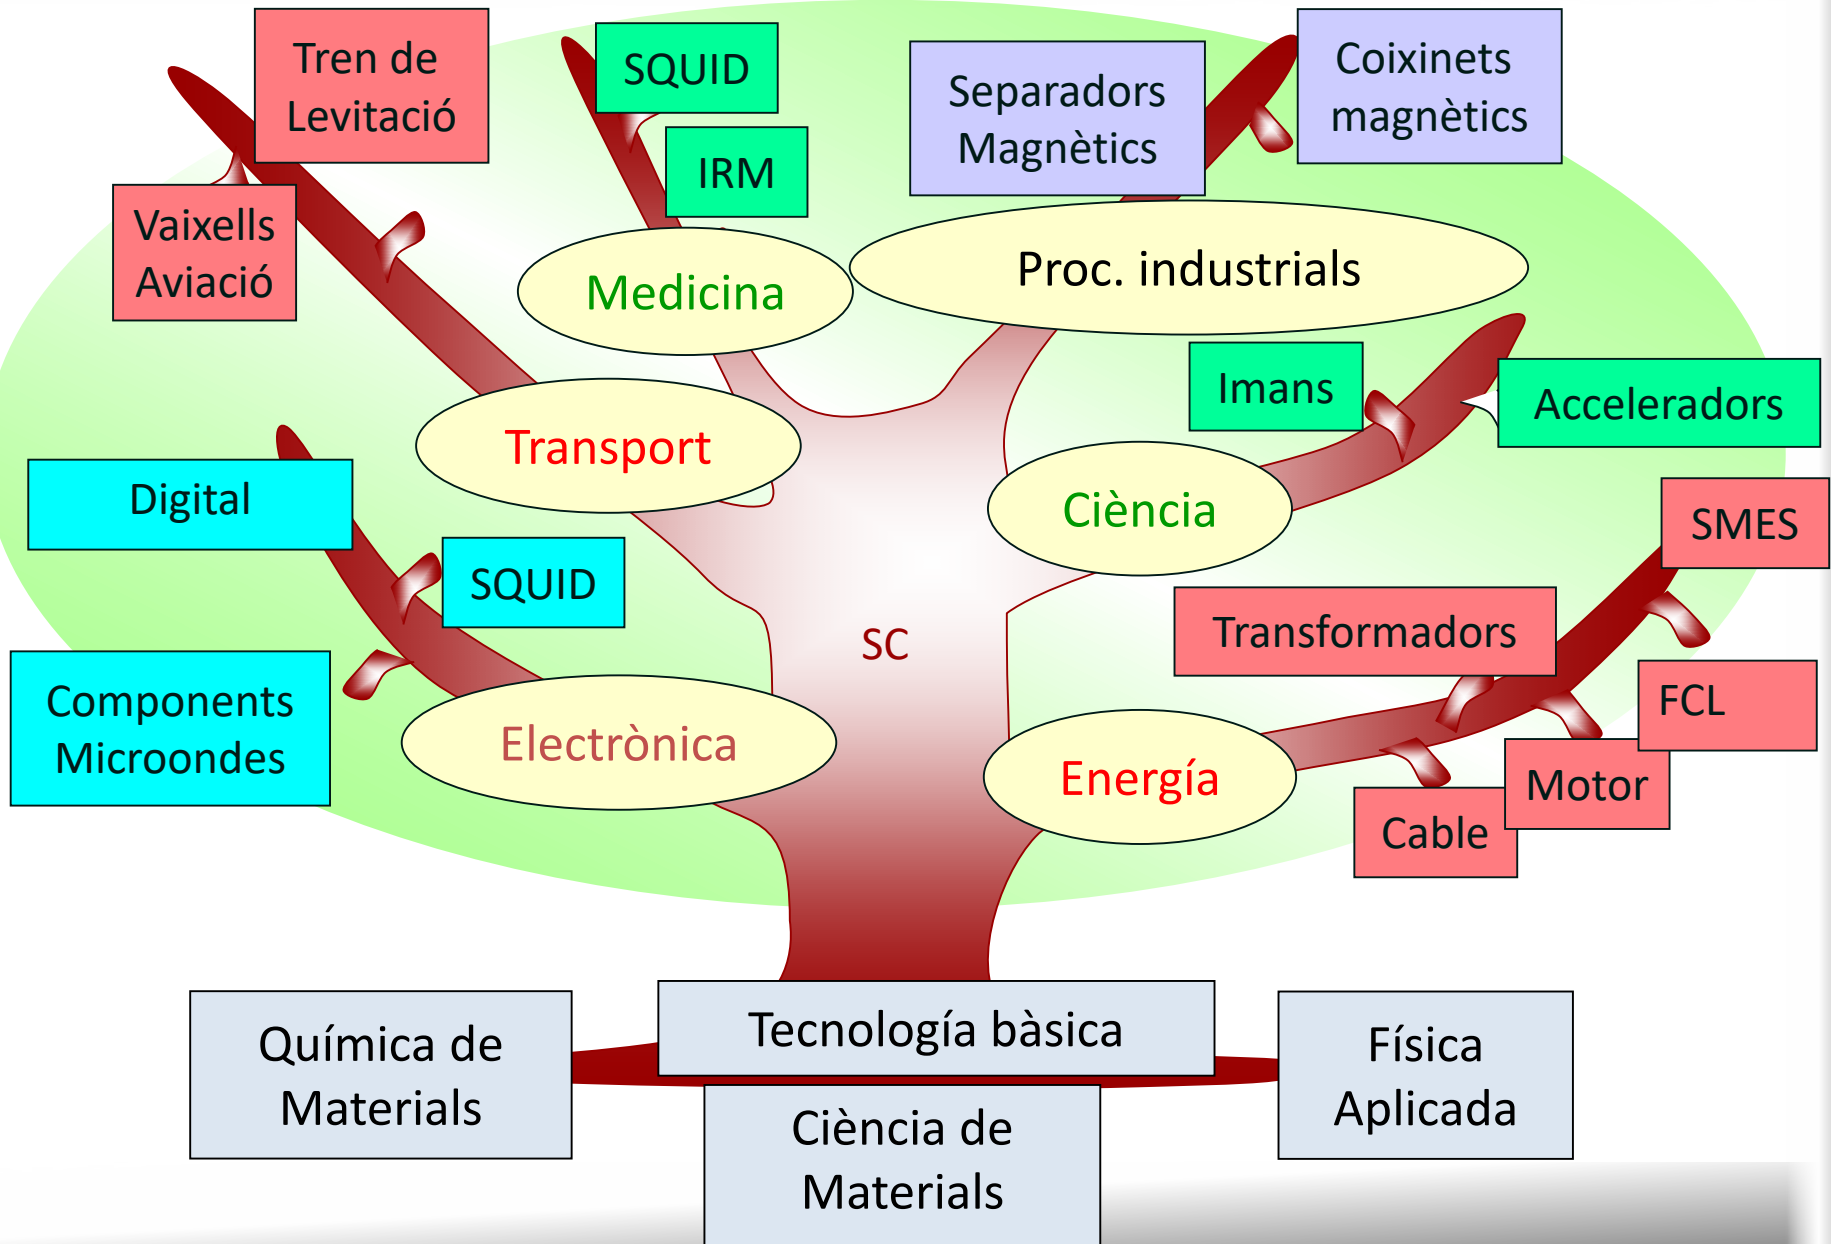 Tren de
Levitació
SQUID
IRM
Separadors
Magnètics
Coixinets
magnètics
Vaixells
Aviació
Medicina
Proc. industrials
Imans
Acceleradors
Transport
Digital
SQUID
Ciència
SMES
Transformadors
SC
Components
Microondes
Electrònica
Energía
FCL
Motor
Cable
Química de
Materials
Tecnología bàsica
Física
Aplicada
Ciència de
Materials